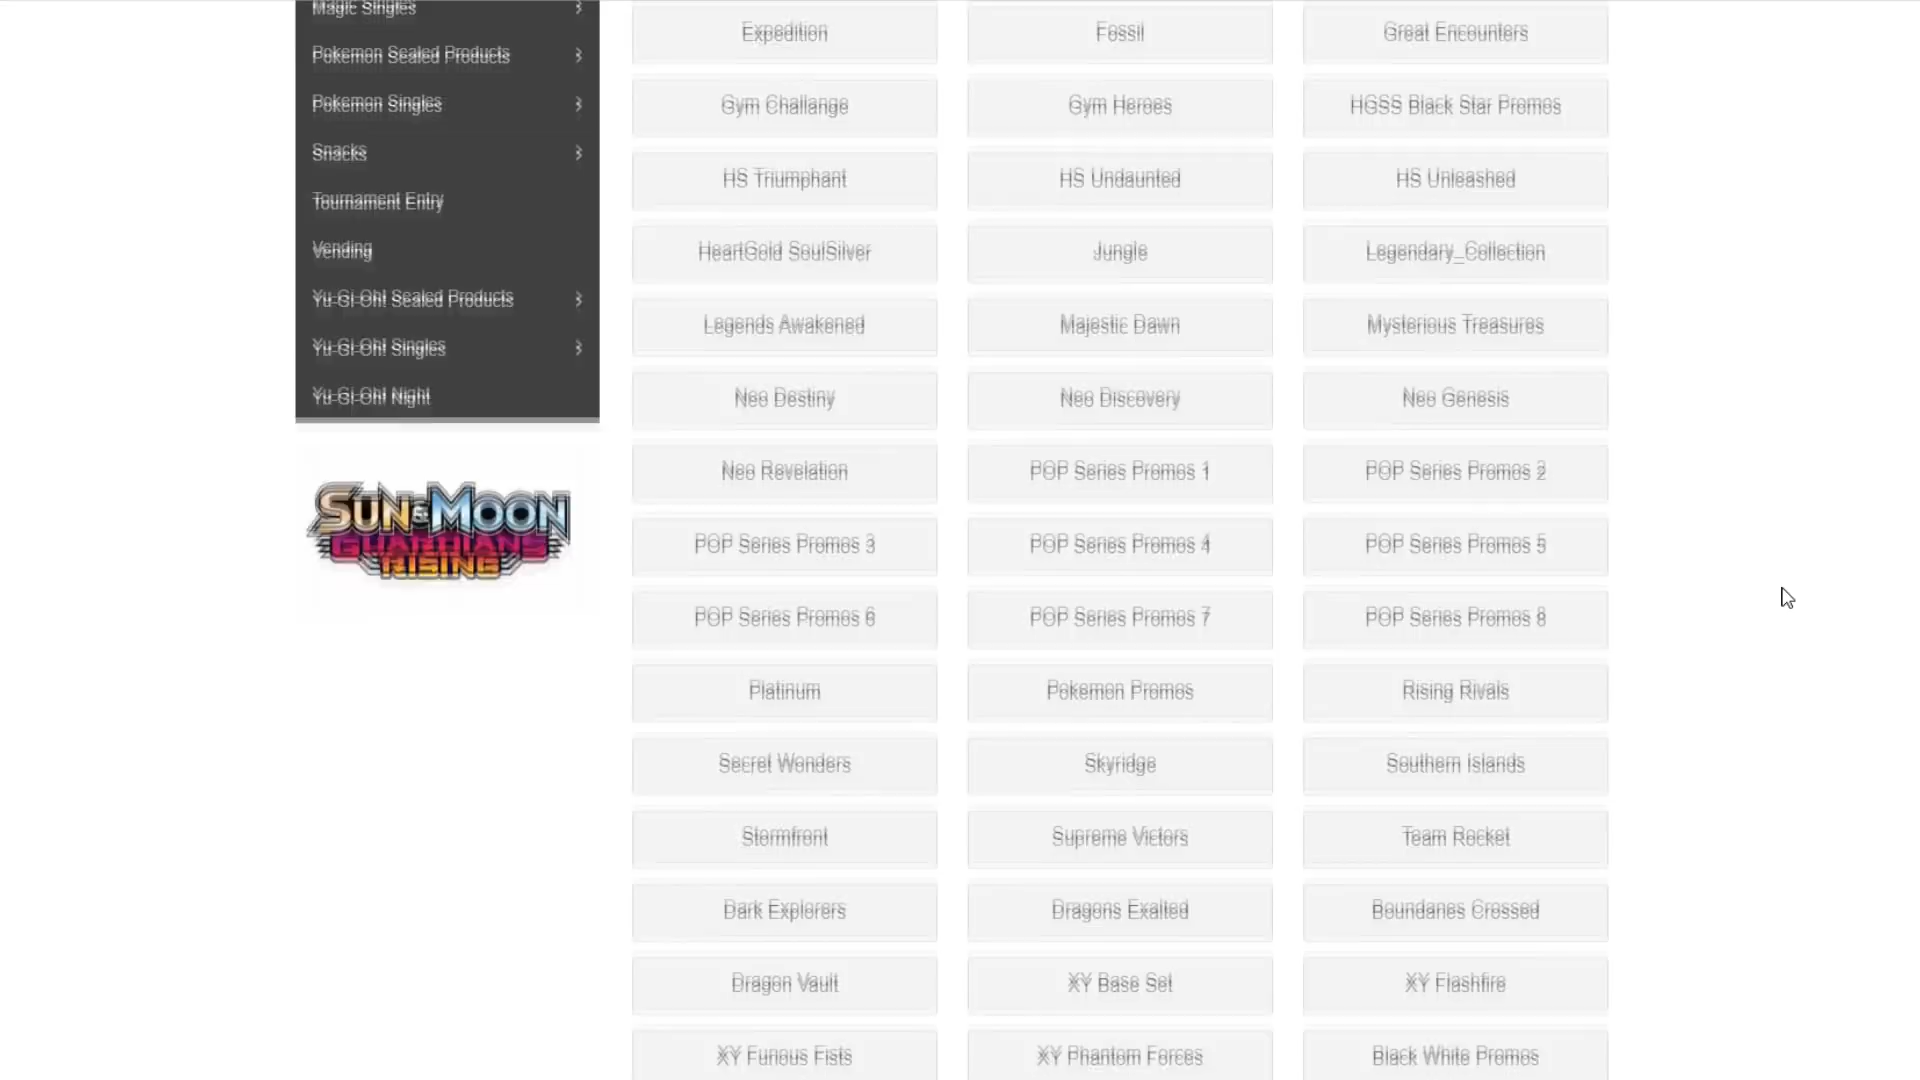 Magic Singles
Pokemon Sealed Products
Pokemon Singles
Snacks
Tournament Entry
Vending
Yu-Gi-Oh! Sealed Products
Yu-Gi-Oh! Singles
Yu-Gi-Oh! Night
SUN & MOON
GUARDIANS
RISING
Expedition
Fossil
Great Encounters
Gym Challange
Gym Heroes
HGSS Black Star Promos
HS Triumphant
HS Undaunted
HS Unleashed
HeartGold SoulSilver
Jungle
Legendary_Collection
Legends Awakened
Majestic Dawn
Mysterious Treasures
Neo Destiny
Neo Discovery
Neo Genesis
Neo Revelation
POP Series Promos 1
POP Series Promos 2
POP Series Promos 3
POP Series Promos 4
POP Series Promos 5
POP Series Promos 6
POP Series Promos 7
POP Series Promos 8
Platinum
Pokemon Promos
Rising Rivals
Secret Wonders
Skyridge
Southern Islands
Stormfront
Supreme Victors
Team Rocket
Dark Explorers
Dragons Exalted
Boundaries Crossed
Dragon Vault
XY Base Set
XY Flashfire
XY Furious Fists
XY Phantom Forces
Black White Promos